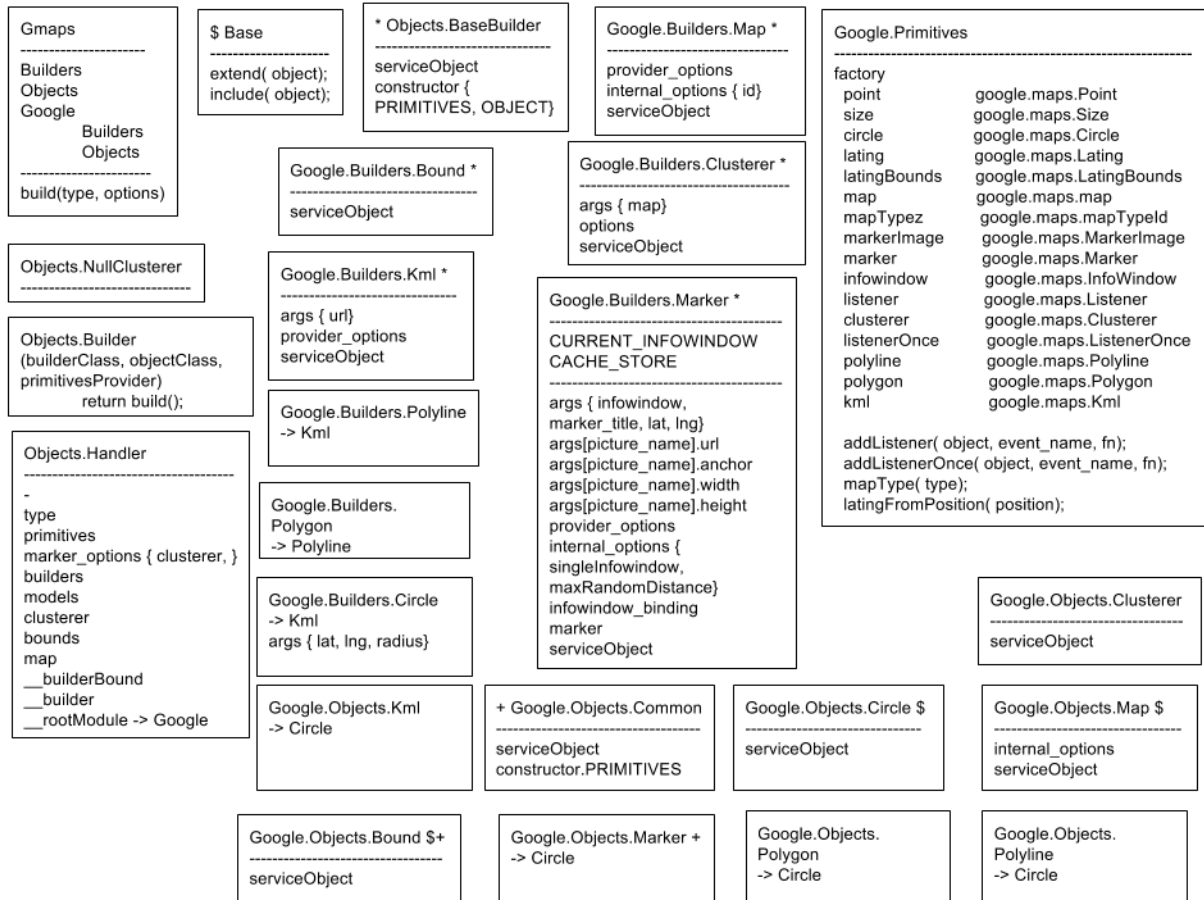 Gmaps
----------------------
Builders
Objects
Google
Builders
Objects
-----------------------
build(type, options)
$ Base
---------------------
extend( object);
include( object);
* Objects.BaseBuilder
-------------------------------
serviceObject
constructor {
PRIMITIVES, OBJECT}
Google.Builders.Map *
--------------------------------
provider_options
internal_options { id}
serviceObject
Google.Primitives
---------------------------------------------------------------
factory
point google.maps.Point
size google.maps.Size
circle google.maps.Circle
lating google.maps.Lating
latingBounds google.maps.LatingBounds
map google.maps.map
mapTypez google.maps.mapTypeId
markerImage google.maps.MarkerImage
marker google.maps.Marker
infowindow google.maps.InfoWindow
listener google.maps.Listener
clusterer google.maps.Clusterer
listenerOnce google.maps.ListenerOnce
polyline google.maps.Polyline
polygon google.maps.Polygon
kml google.maps.Kml
addListener( object, event_name, fn);
addListenerOnce( object, event_name, fn);
mapType( type);
latingFromPosition( position);
Google.Builders.Bound *
---------------------------------
serviceObject
Google.Builders.Clusterer *
-------------------------------------
args { map}
options
serviceObject
Objects.NullClusterer
------------------------------
Google.Builders.Kml *
-------------------------------
args { url}
provider_options
serviceObject
Google.Builders.Marker *
-----------------------------------------
CURRENT_INFOWINDOW
CACHE_STORE
-----------------------------------------
args { infowindow,
marker_title, lat, lng}
args[picture_name].url
args[picture_name].anchor
args[picture_name].width
args[picture_name].height
provider_options
internal_options {
singleInfowindow,
maxRandomDistance}
infowindow_binding
marker
serviceObject
Objects.Builder
(builderClass, objectClass,
primitivesProvider)
return build();
Google.Builders.Polyline
-> Kml
Objects.Handler
-------------------------------------
-
type
primitives
marker_options { clusterer, }
builders
models
clusterer
bounds
map
__builderBound
__builder
__rootModule -> Google
Google.Builders.
Polygon
-> Polyline
Google.Builders.Circle
-> Kml
args { lat, lng, radius}
Google.Objects.Clusterer
----------------------------------
serviceObject
Google.Objects.Kml
-> Circle
+ Google.Objects.Common
------------------------------------
serviceObject
constructor.PRIMITIVES
Google.Objects.Circle $
-------------------------------
serviceObject
Google.Objects.Map $
---------------------------------
internal_options
serviceObject
Google.Objects.Bound $+
----------------------------------
serviceObject
Google.Objects.Marker +
-> Circle
Google.Objects.
Polygon
-> Circle
Google.Objects.
Polyline
-> Circle